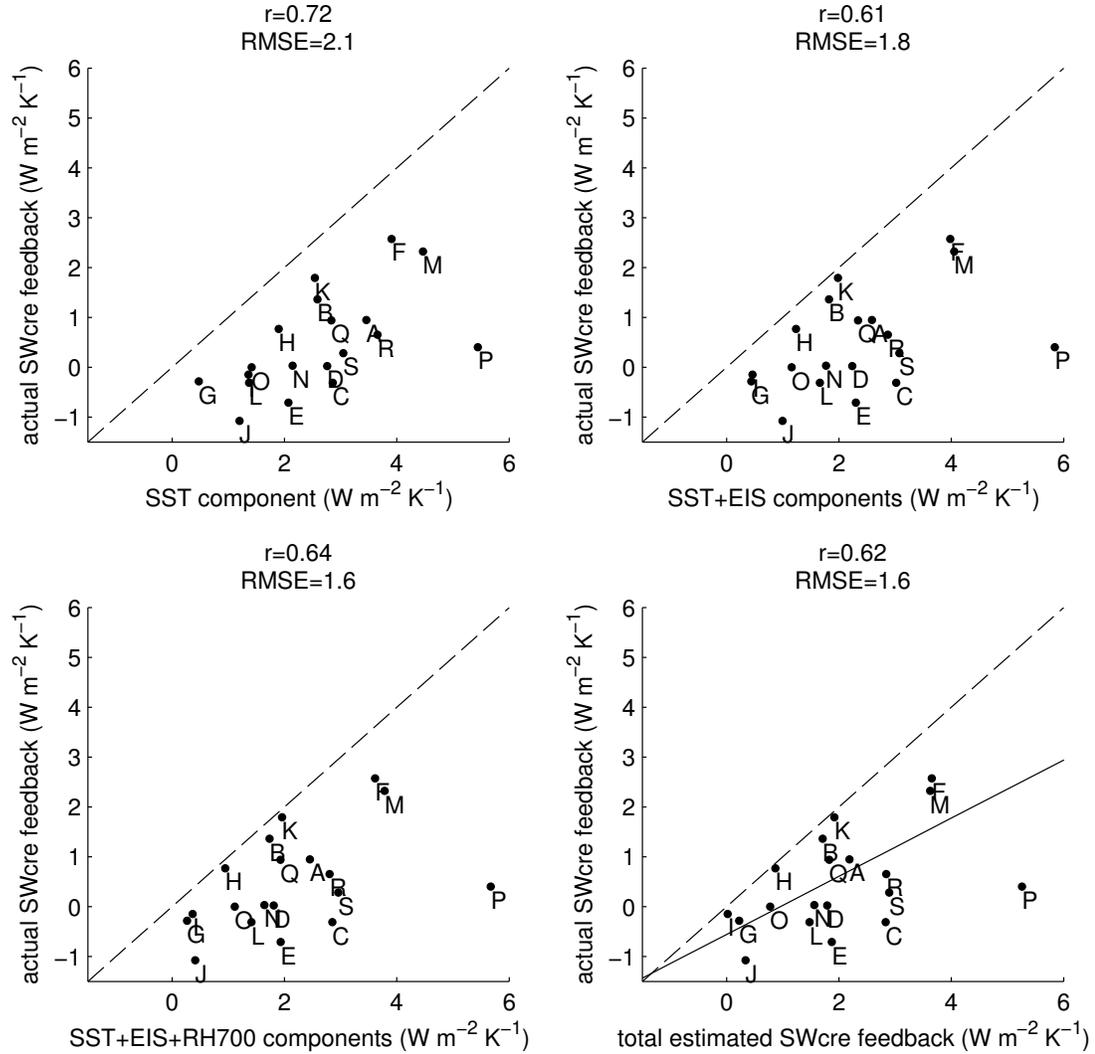 r=0.72
RMSE=2.1
6
5
4
3
2
1
0
−1
actual SWcre feedback (W m−2 K−1)
F
M
K
B
Q
A
R
H
S
P
O
N
D
C
G
L
E
J
0 2 4 6
SST component (W m−2 K−1)
r=0.61
RMSE=1.8
6
5
4
3
2
1
0
−1
actual SWcre feedback (W m−2 K−1)
F
M
K
B
Q
A
R
H
S
P
O
N
D
C
I
G
L
E
J
0 2 4 6
SST+EIS components (W m−2 K−1)
r=0.64
RMSE=1.6
6
5
4
3
2
1
0
−1
actual SWcre feedback (W m−2 K−1)
F
M
K
B
Q
A
R
H
S
P
O
N
D
C
I
G
L
E
J
0 2 4 6
SST+EIS+RH700 components (W m−2 K−1)
r=0.62
RMSE=1.6
6
5
4
3
2
1
0
−1
actual SWcre feedback (W m−2 K−1)
F
M
K
B
Q
A
R
H
S
P
I
G
O
N
D
L
C
E
J
0 2 4 6
total estimated SWcre feedback (W m−2 K−1)